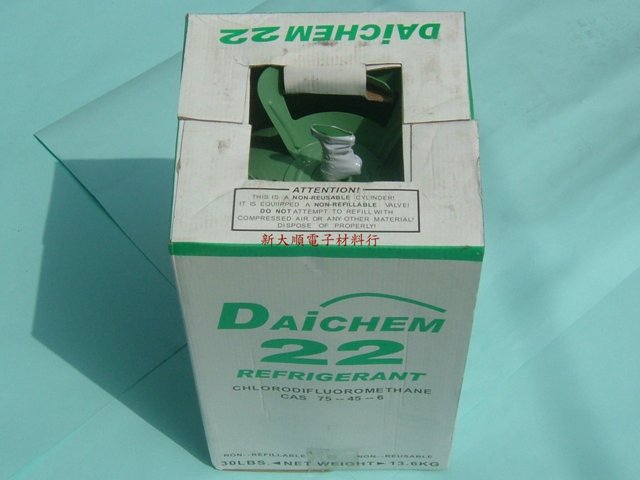 DAiCHEM 22
ATTENTION!
THIS IS A NON-REUSABLE CYLINDER!
IT IS EQUIPPED A NON-REFILLABLE VALVE!
DO NOT ATTEMPT TO REFILL WITH
COMPRESSED AIR OR ANY OTHER MATERIAL!
DISPOSE OF PROPERLY!
新大順電子材料行
DAiCHEM
22
REFRIGERANT
CHLORODIFLUOROMETHANE
CAS 75-45-6
NON--REFILLABLE NON--REUSABLE
30LBS. ◄NET WEIGHT► 13.6KG